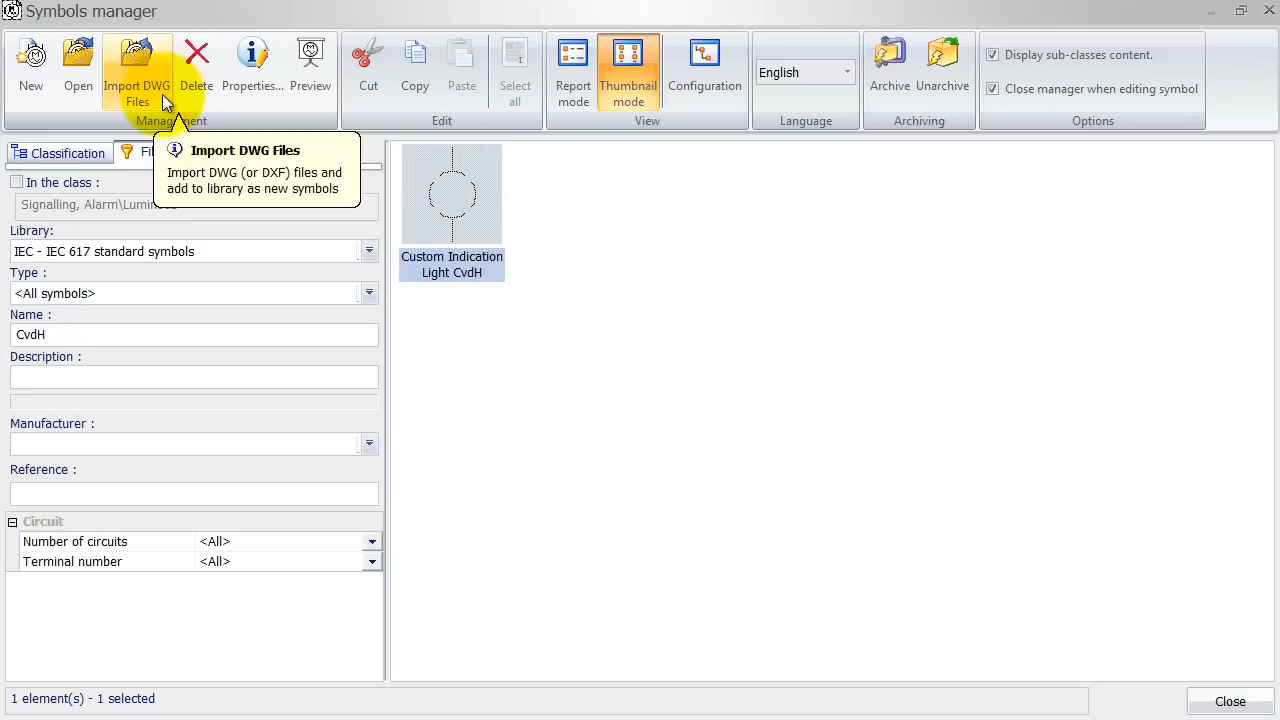 Symbols manager
New
Open
Import DWG
Files
Delete
Properties...
Preview
Management
Cut
Copy
Paste
Select
all
Edit
Report
mode
Thumbnail
mode
Configuration
View
English
Language
Archive
Unarchive
Archiving
Display sub-classes content.
Close manager when editing symbol
Options
Import DWG Files
Import DWG (or DXF) files and
add to library as new symbols
Classification
In the class :
Library:
IEC - IEC 617 standard symbols
Type :
<All symbols>
Name :
CvdH
Description :
Manufacturer :
Reference :
Circuit
Number of circuits
<All>
Terminal number
<All>
Custom Indication
Light CvdH
1 element(s) - 1 selected
Close